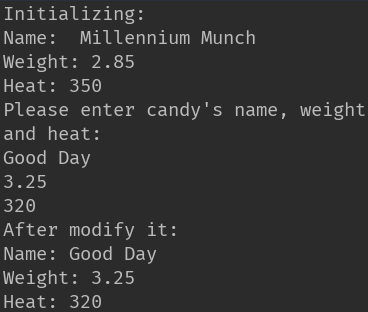 Initializing:
Name:  Millennium Munch
Weight: 2.85
Heat: 350
Please enter candy's name, weight
and heat:
Good Day
3.25
320
After modify it:
Name: Good Day
Weight: 3.25
Heat: 320